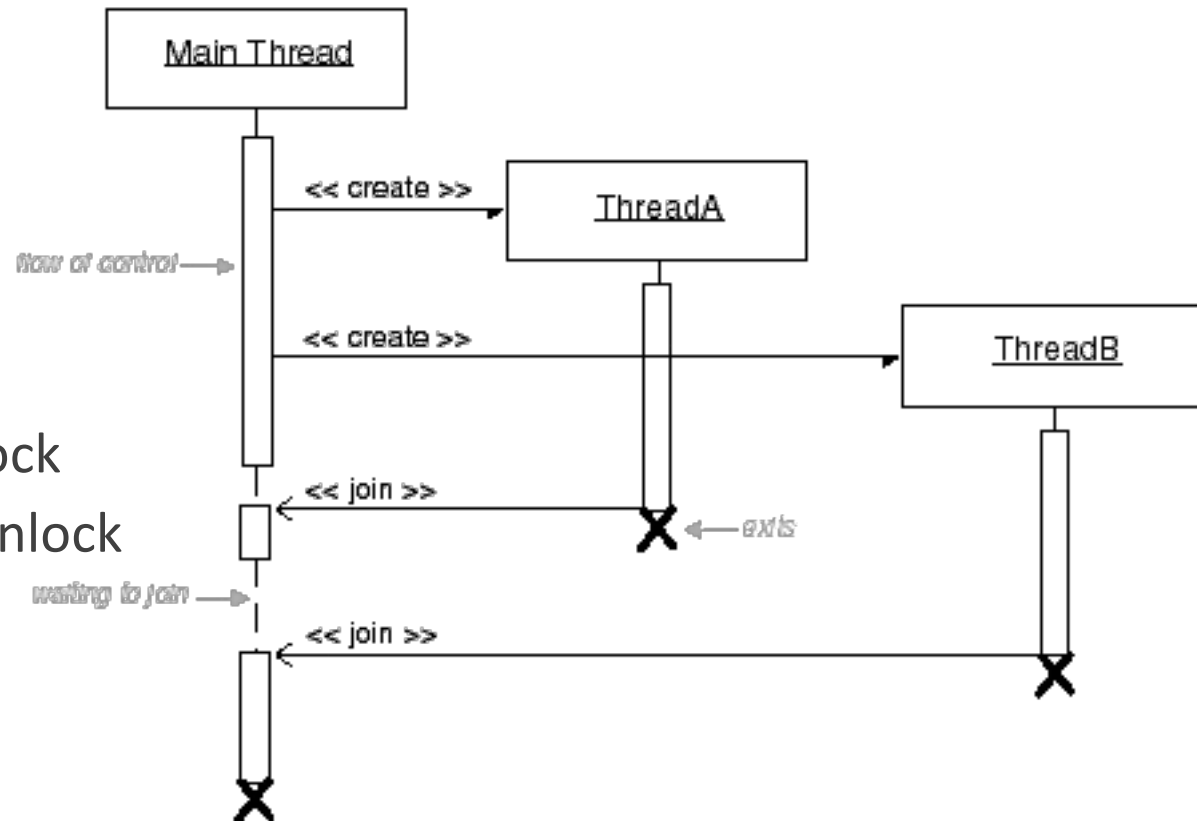 Main Thread
<< create >>
ThreadA
flow of control
<< create >>
ThreadB
ock
<< join >>
nlock
exits
waiting to join
<< join >>